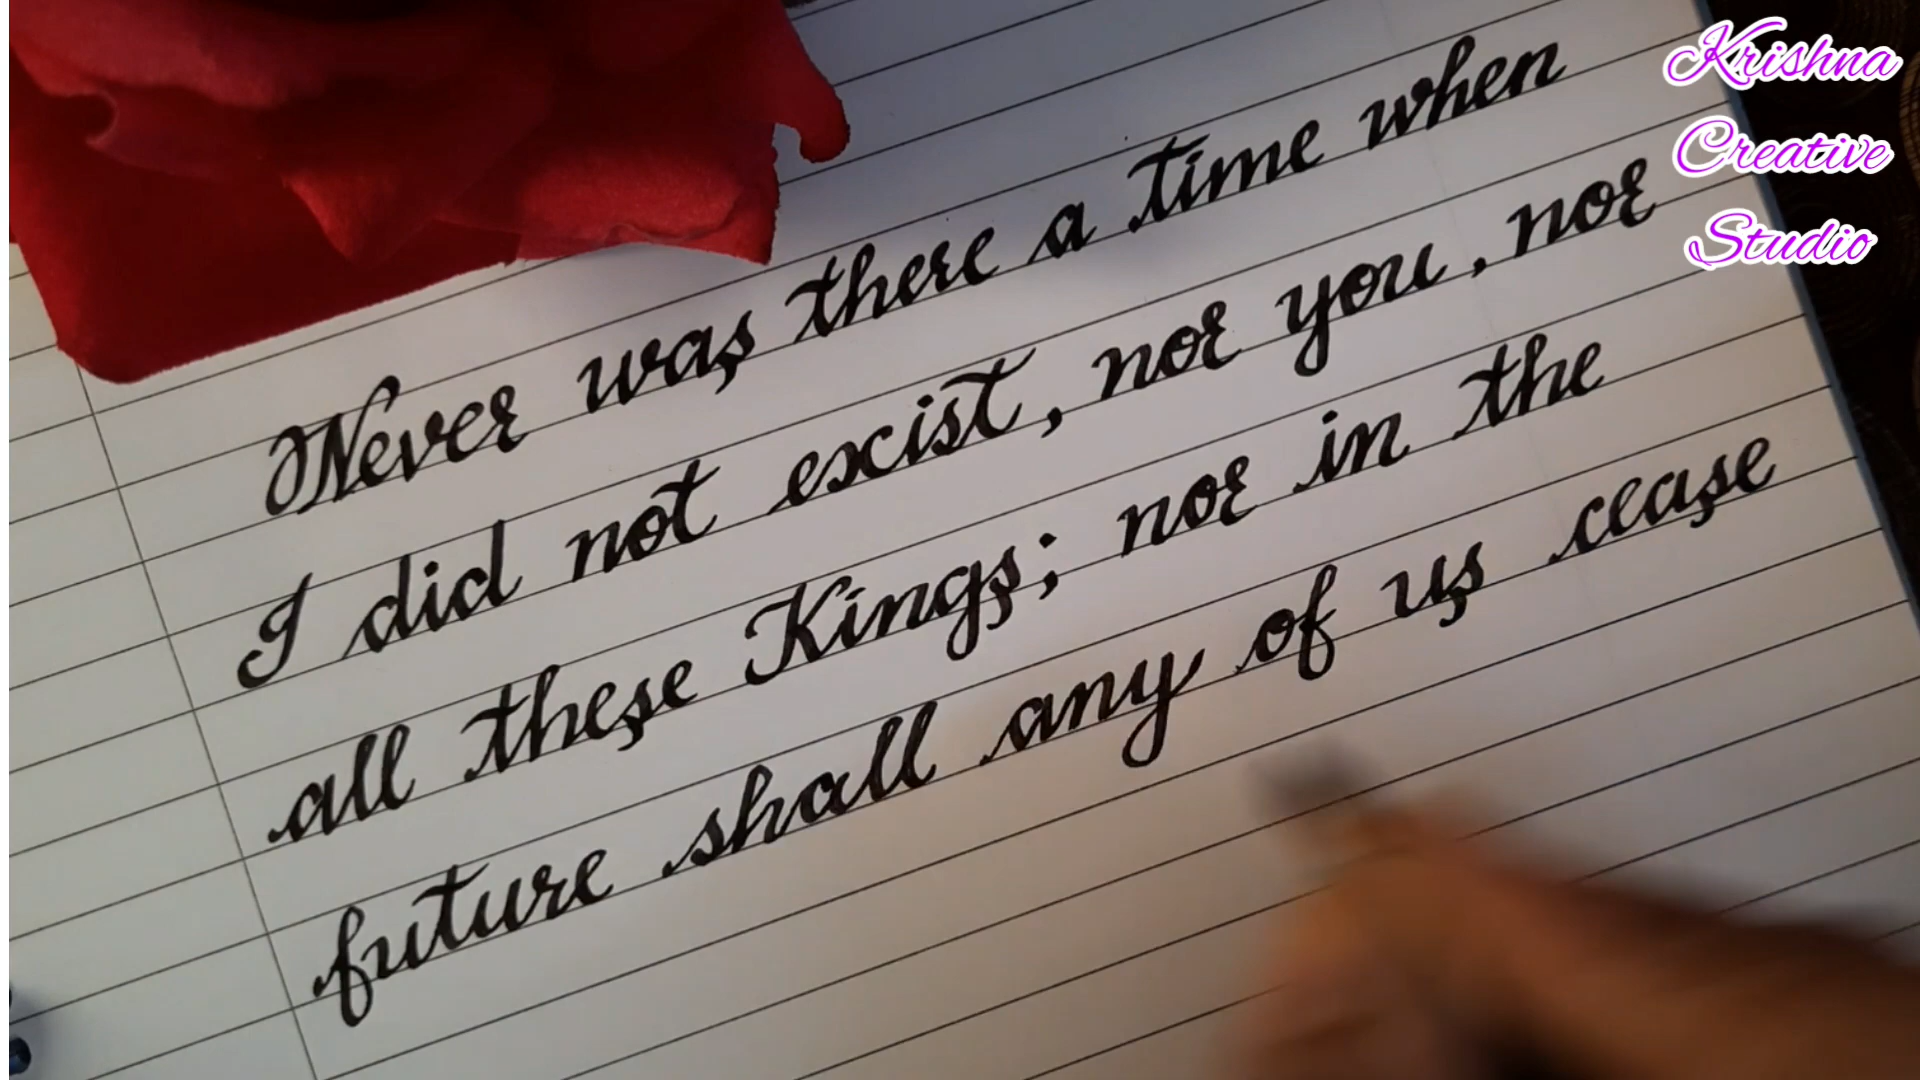 Never was there a time when
I did not exist, nor you, nor
all these Kings; nor in the
future shall any of us cease
Krishna
Creative
Studio